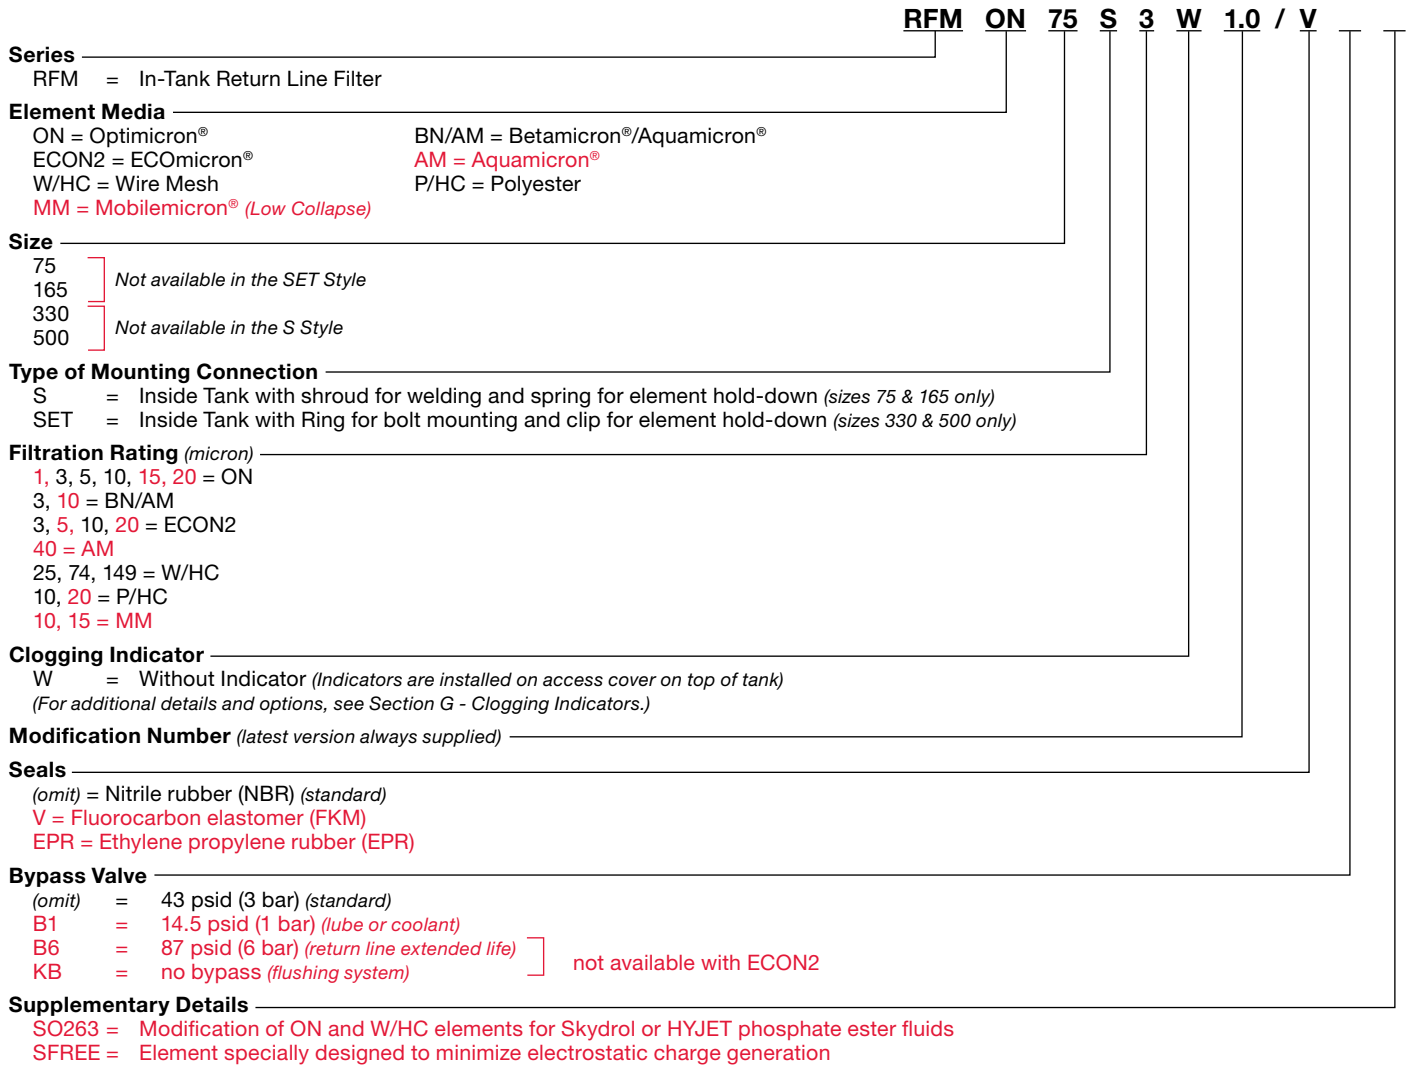 RFM ON 75 S 3 W 1.0 / V _ _
Series
RFM = In-Tank Return Line Filter
Element Media
ON = Optimicron® BN/AM = Betamicron®/Aquamicron®
ECON2 = ECOmicron® AM = Aquamicron®
W/HC = Wire Mesh P/HC = Polyester
MM = Mobilemicron® (Low Collapse)
Size
75
Not available in the SET Style
165
330
Not available in the S Style
500
Type of Mounting Connection
S = Inside Tank with shroud for welding and spring for element hold-down (sizes 75 & 165 only)
SET = Inside Tank with Ring for bolt mounting and clip for element hold-down (sizes 330 & 500 only)
Filtration Rating (micron)
1, 3, 5, 10, 15, 20 = ON
3, 10 = BN/AM
3, 5, 10, 20 = ECON2
40 = AM
25, 74, 149 = W/HC
10, 20 = P/HC
10, 15 = MM
Clogging Indicator
W = Without Indicator (Indicators are installed on access cover on top of tank)
(For additional details and options, see Section G - Clogging Indicators.)
Modification Number (latest version always supplied)
Seals
(omit) = Nitrile rubber (NBR) (standard)
V = Fluorocarbon elastomer (FKM)
EPR = Ethylene propylene rubber (EPR)
Bypass Valve
(omit) = 43 psid (3 bar) (standard)
B1 = 14.5 psid (1 bar) (lube or coolant)
B6 = 87 psid (6 bar) (return line extended life)
not available with ECON2
KB = no bypass (flushing system)
Supplementary Details
SO263 = Modification of ON and W/HC elements for Skydrol or HYJET phosphate ester fluids
SFREE = Element specially designed to minimize electrostatic charge generation